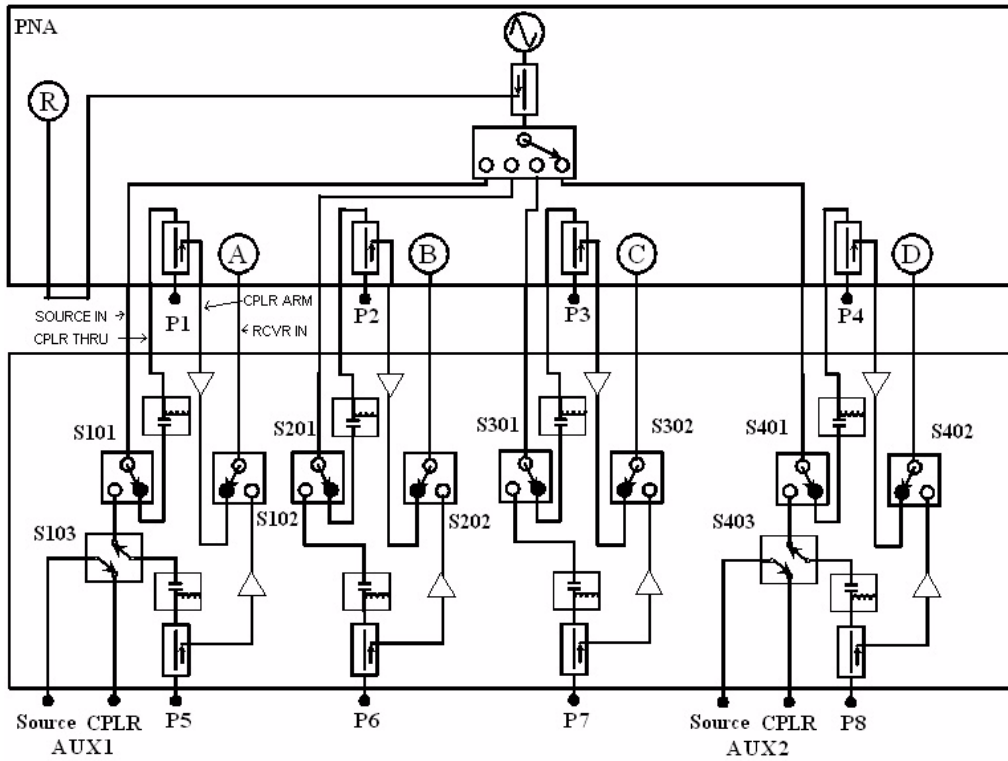 PNA
R
A
B
C
D
P1
P2
P3
P4
SOURCE IN
CPLR THRU
CPLR ARM
RCVR IN
S101
S102
S103
S201
S202
S301
S302
S401
S402
S403
Source CPLR
AUX1
P5
P6
P7
Source CPLR
AUX2
P8